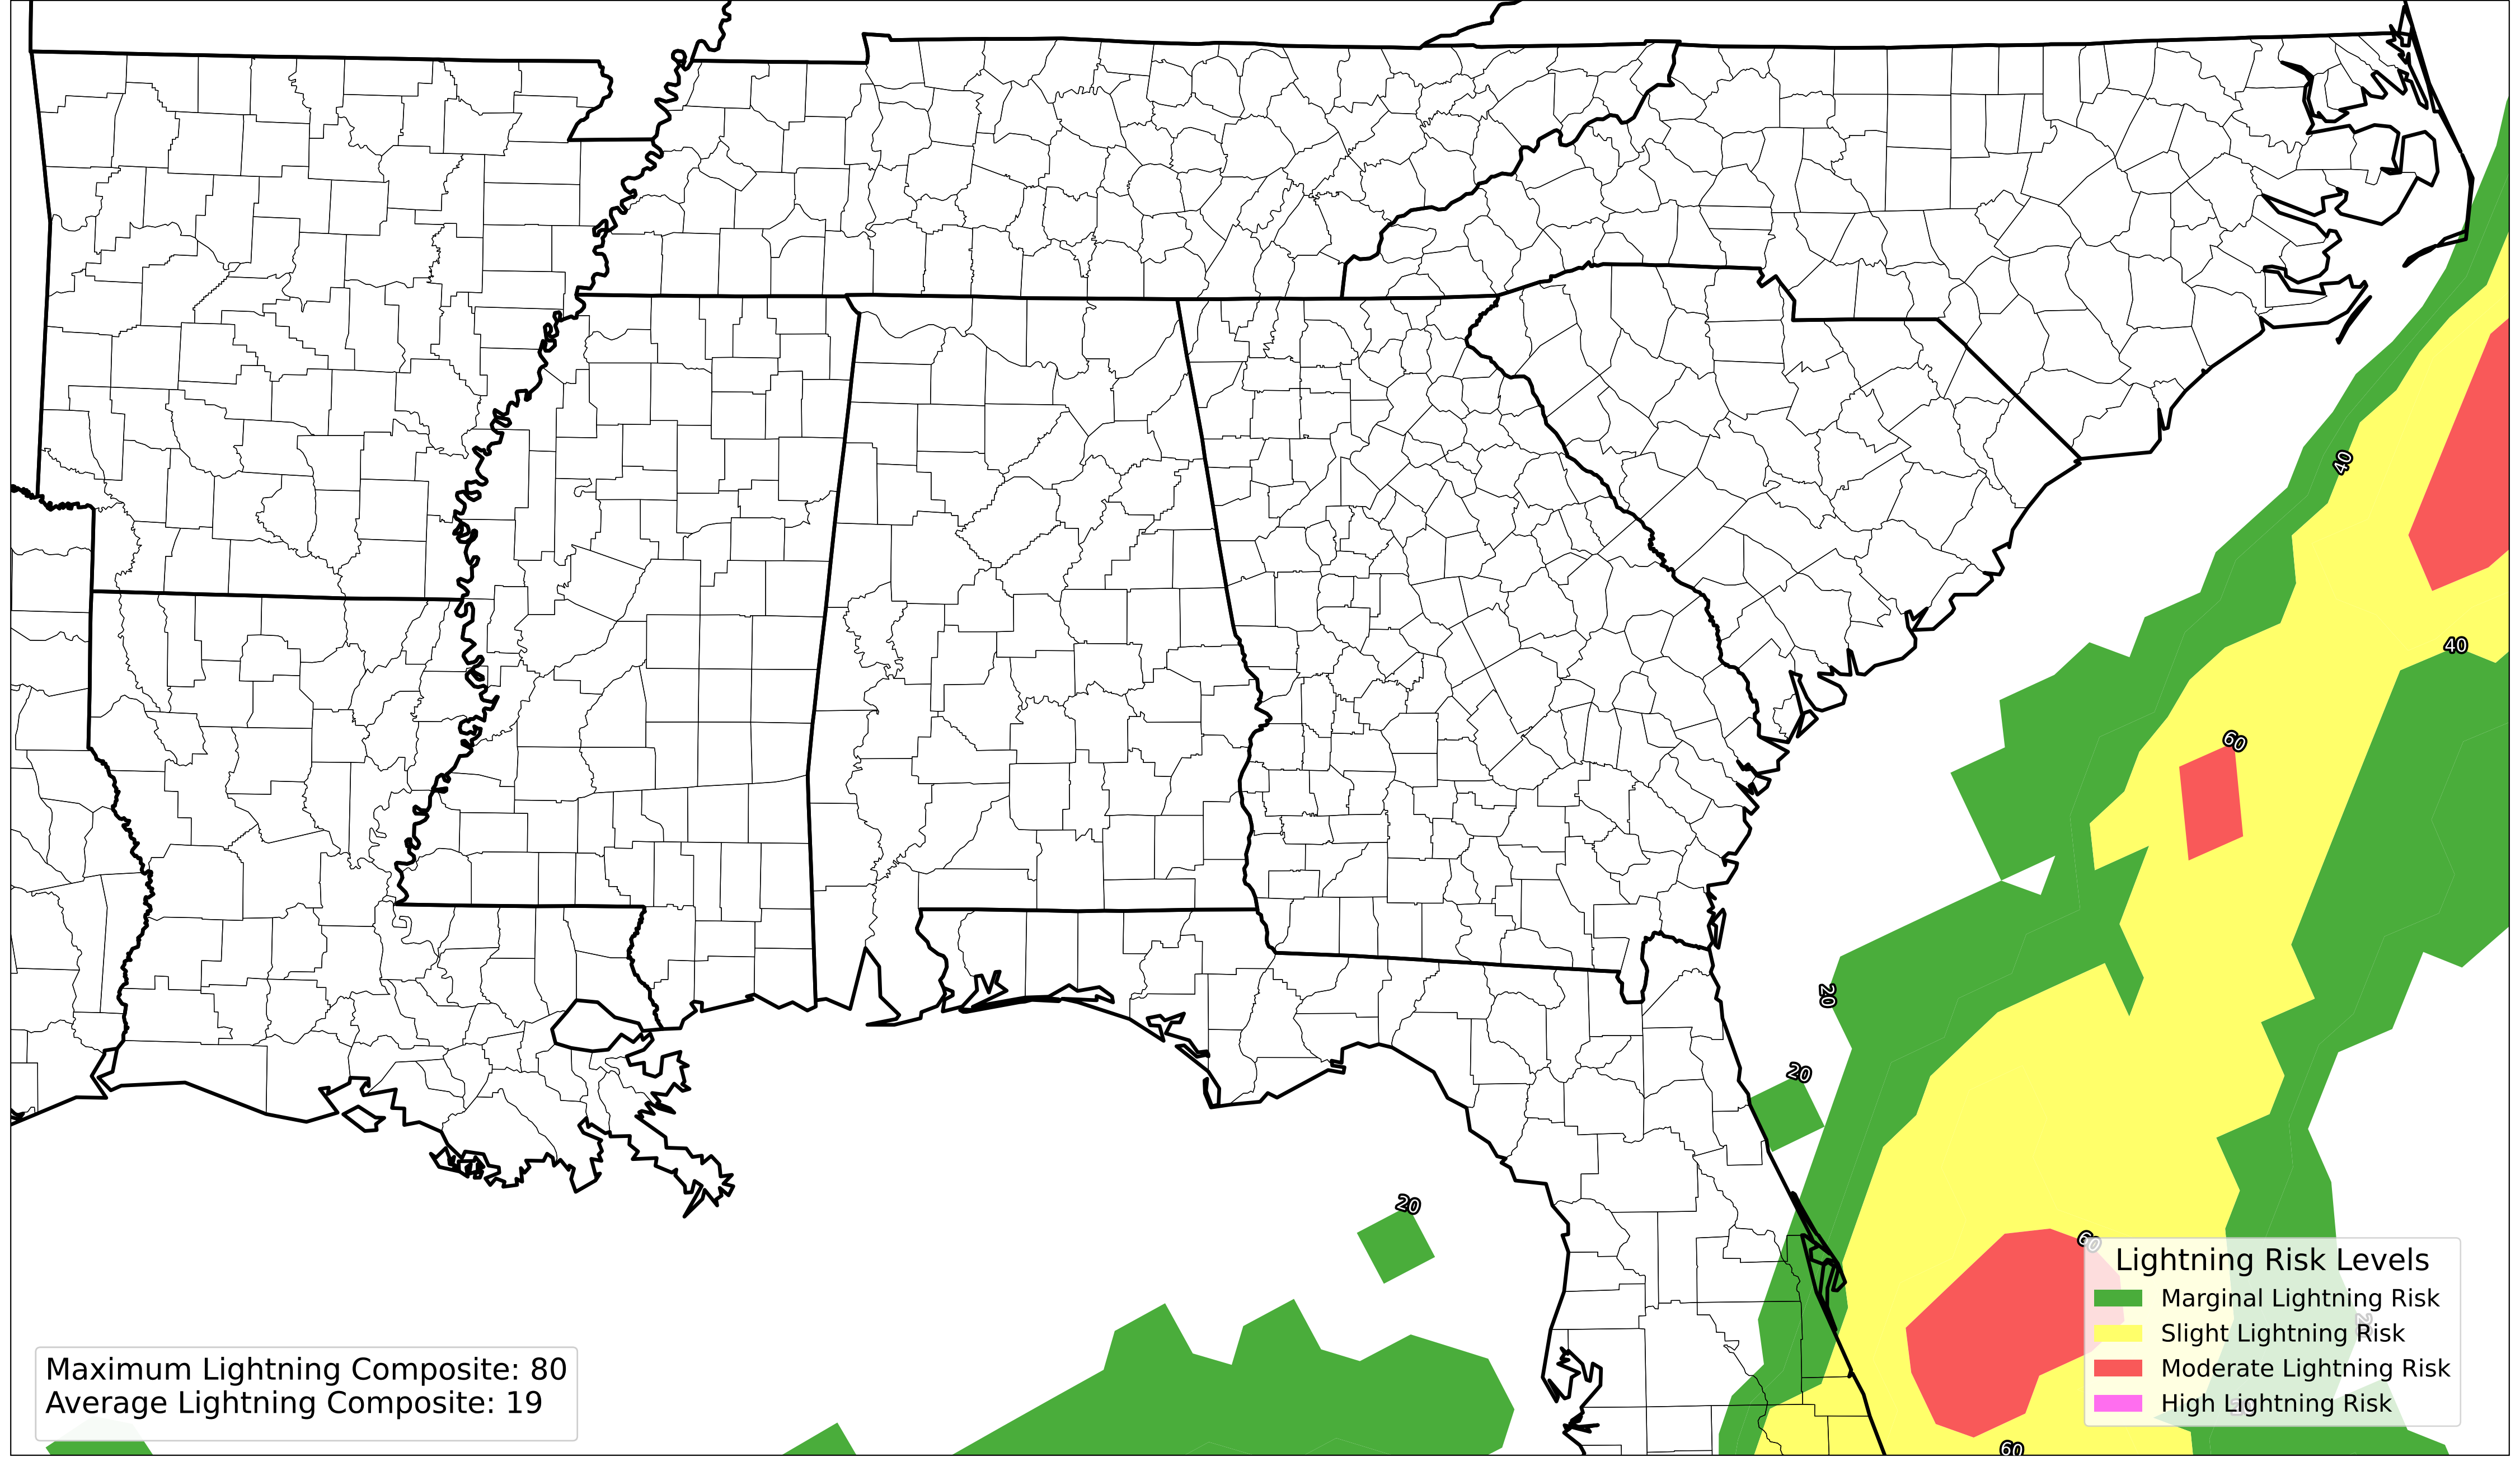 40
40
60
20
20
20
60
60
Lightning Risk Levels
Marginal Lightning Risk
Slight Lightning Risk
Moderate Lightning Risk
High Lightning Risk
Maximum Lightning Composite: 80
Average Lightning Composite: 19